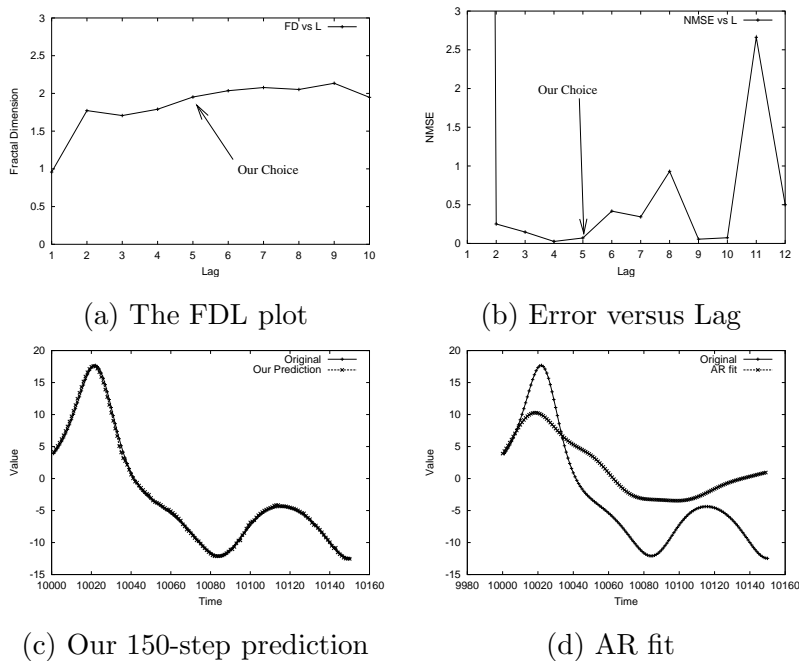 3
2.5
2
1.5
1
0.5
0
Fractal Dimension
FD vs L
Our Choice
1 2 3 4 5 6 7 8 9 10
Lag
(a) The FDL plot
3
2.5
2
1.5
1
0.5
0
NMSE
NMSE vs L
Our Choice
1 2 3 4 5 6 7 8 9 10 11 12
Lag
(b) Error versus Lag
20
15
10
5
0
-5
-10
-15
Value
Original
Our Prediction
10000 10020 10040 10060 10080 10100 10120 10140 10160
Time
(c) Our 150-step prediction
20
15
10
5
0
-5
-10
-15
Value
Original
AR fit
9980 10000 10020 10040 10060 10080 10100 10120 10140 10160
Time
(d) AR fit